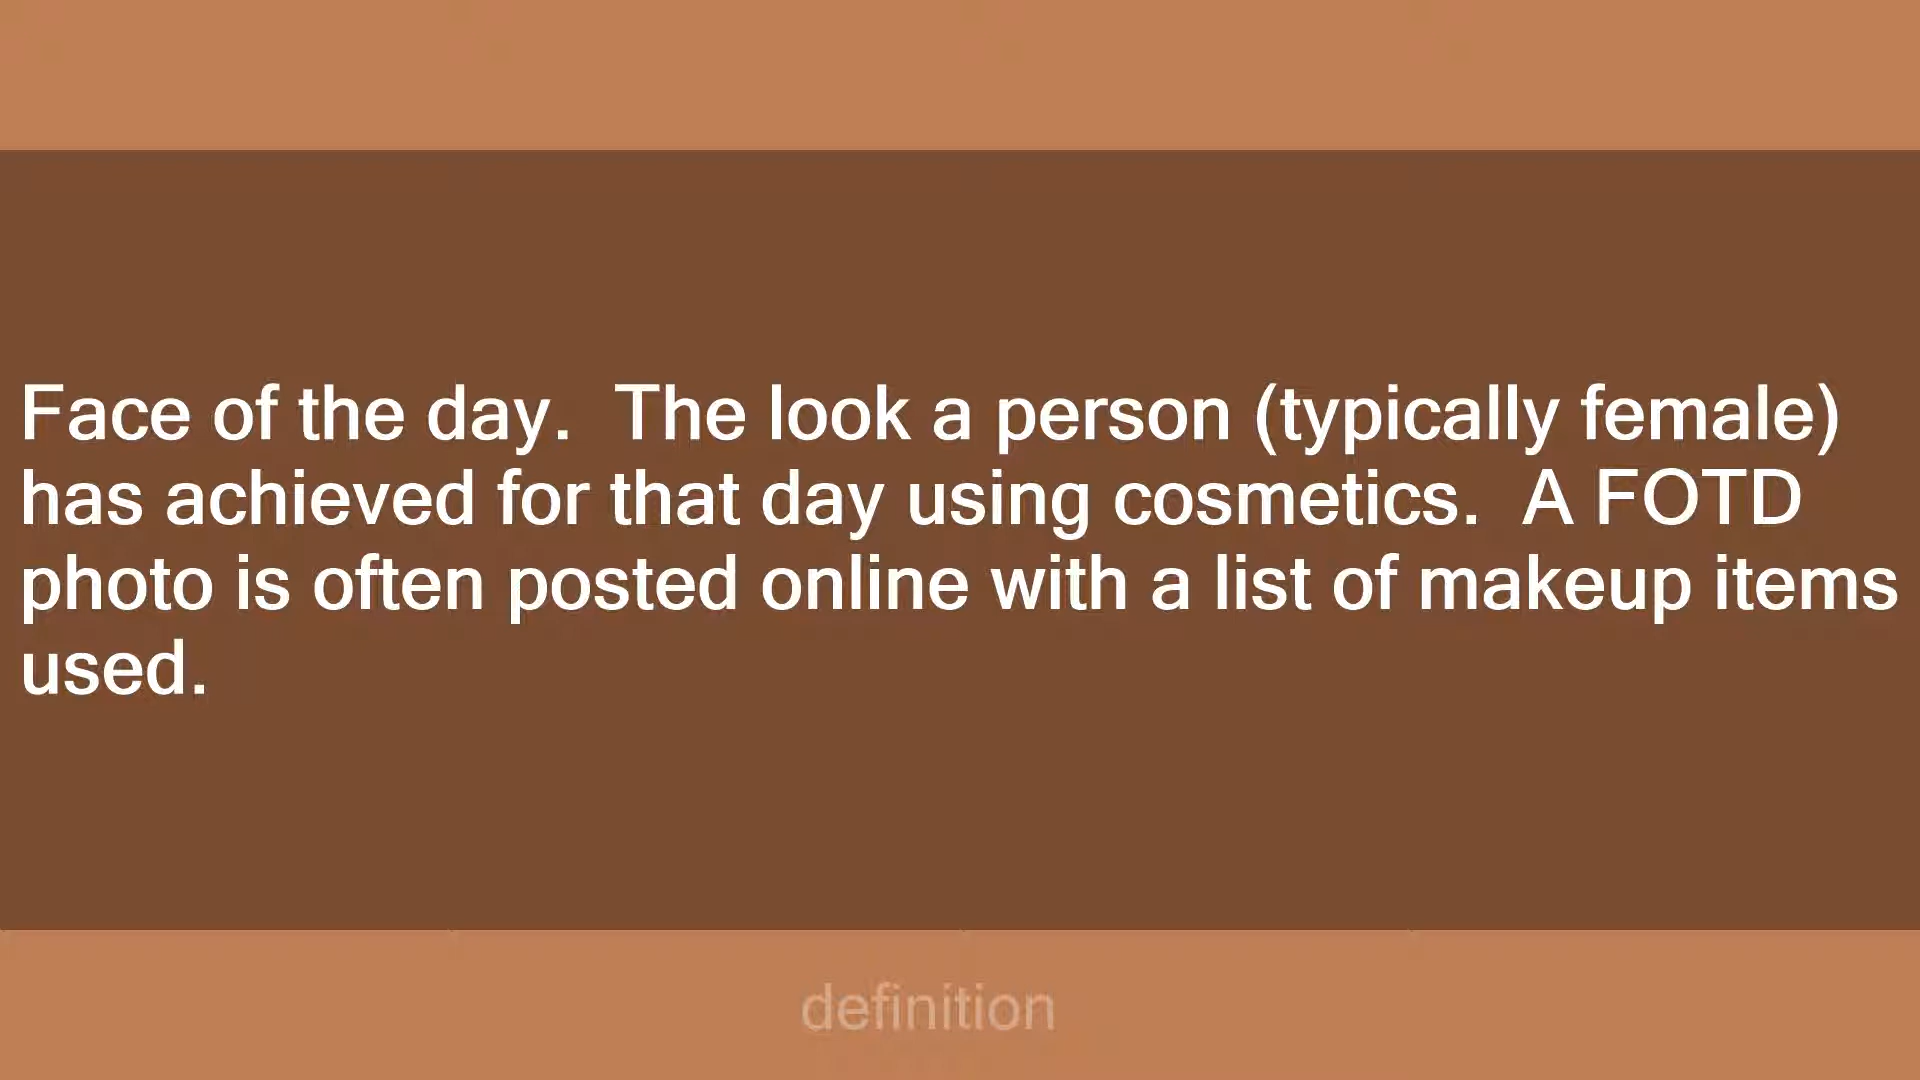 Face of the day.  The look a person (typically female)
has achieved for that day using cosmetics.  A FOTD
photo is often posted online with a list of makeup items
used.
definition